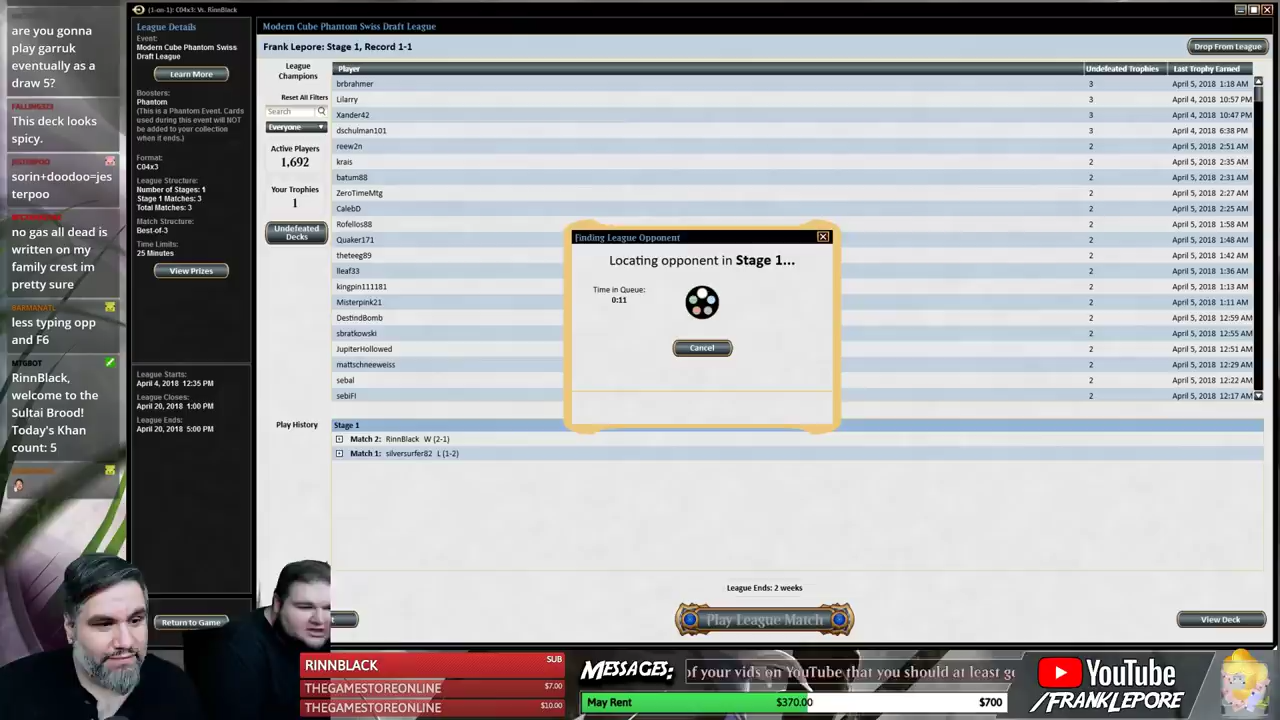 are you gonna
play garruk
eventually as a
draw 5?
This deck looks
spicy.
sorin+doodoo=jes
terpoo
no gas all dead is
written on my
family crest im
pretty sure
BARMANATL
less typing opp
and F6
MTGBOT
RinnBlack,
welcome to the
Sultai Brood!
Today's Khan
count: 5
(1-on-1): C04x3: Vs. RinnBlack
League Details
Event:
Modern Cube Phantom Swiss
Draft League
Learn More
Boosters:
Phantom
(This is a Phantom Event. Cards
used during this event will NOT
be added to your collection
when it ends.)
Format:
C04x3
League Structure:
Number of Stages: 1
Stage 1 Matches: 3
Total Matches: 3
Match Structure:
Best-of-3
Time Limits:
25 Minutes
View Prizes
League Starts:
April 4, 2018 12:35 PM
League Closes:
April 20, 2018 1:00 PM
League Ends:
April 20, 2018 5:00 PM
Return to Game
Modern Cube Phantom Swiss Draft League
Frank Lepore: Stage 1, Record 1-1
Drop From League
League
Champions
Reset All Filters
Search
Everyone
Active Players
1,692
Your Trophies
1
Undefeated
Decks
Player Undefeated Trophies Last Trophy Earned
brbrahmer 3 April 5, 2018 1:18 AM
Lilarry 3 April 4, 2018 10:57 PM
Xander42 3 April 4, 2018 10:47 PM
dschulman101 3 April 4, 2018 6:38 PM
reew2n 2 April 5, 2018 2:51 AM
krais 2 April 5, 2018 2:35 AM
batum88 2 April 5, 2018 2:31 AM
ZeroTimeMtg 2 April 5, 2018 2:27 AM
CalebD 2 April 5, 2018 2:25 AM
Rofellos88 2 April 5, 2018 1:58 AM
Quaker171 2 April 5, 2018 1:48 AM
theteeg89 2 April 5, 2018 1:42 AM
lleaf33 2 April 5, 2018 1:36 AM
kingpin111181 2 April 5, 2018 1:13 AM
Misterpink21 2 April 5, 2018 1:11 AM
DestindBomb 2 April 5, 2018 12:59 AM
sbratkowski 2 April 5, 2018 12:55 AM
JupiterHollowed 2 April 5, 2018 12:51 AM
mattschneeweiss 2 April 5, 2018 12:29 AM
sebal 2 April 5, 2018 12:22 AM
sebiFI 2 April 5, 2018 12:17 AM
Finding League Opponent
Locating opponent in Stage 1...
Time in Queue:
0:11
Cancel
Play History
Stage 1
Match 2: RinnBlack W (2-1)
Match 1: silversurfer82 L (1-2)
League Ends: 2 weeks
Play League Match
View Deck
RINNBLACK SUB
THEGAMESTOREONLINE $7.00
THEGAMESTOREONLINE $10.00
MESSAGES:
of your vids on YouTube that you should at least ge
May Rent $370.00 $700
YouTube
/FRANKLEPORE